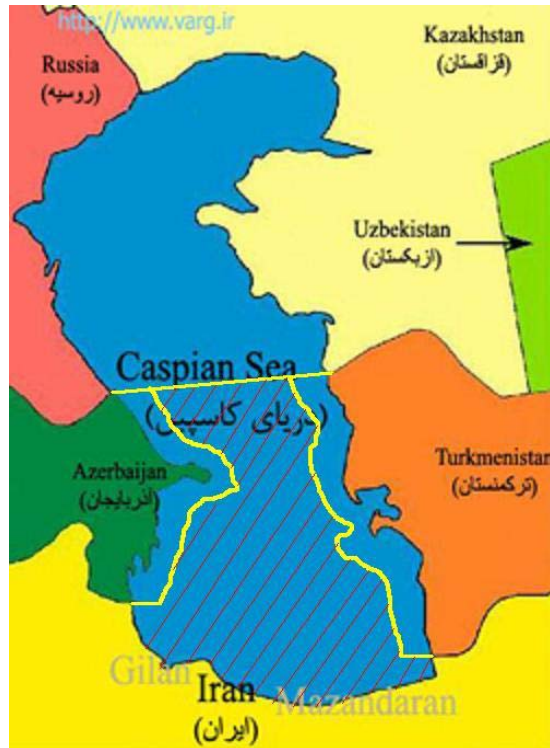 http://www.varg.ir
Kazakhstan
(قزاقستان)
Russia
(روسیه)
Uzbekistan
(ازبکستان)
Caspian Sea
(دریای کاسپین)
Azerbaijan
(آذربایجان)
Turkmenistan
(ترکمنستان)
Gilan
Iran
Mazandaran
(ایران)